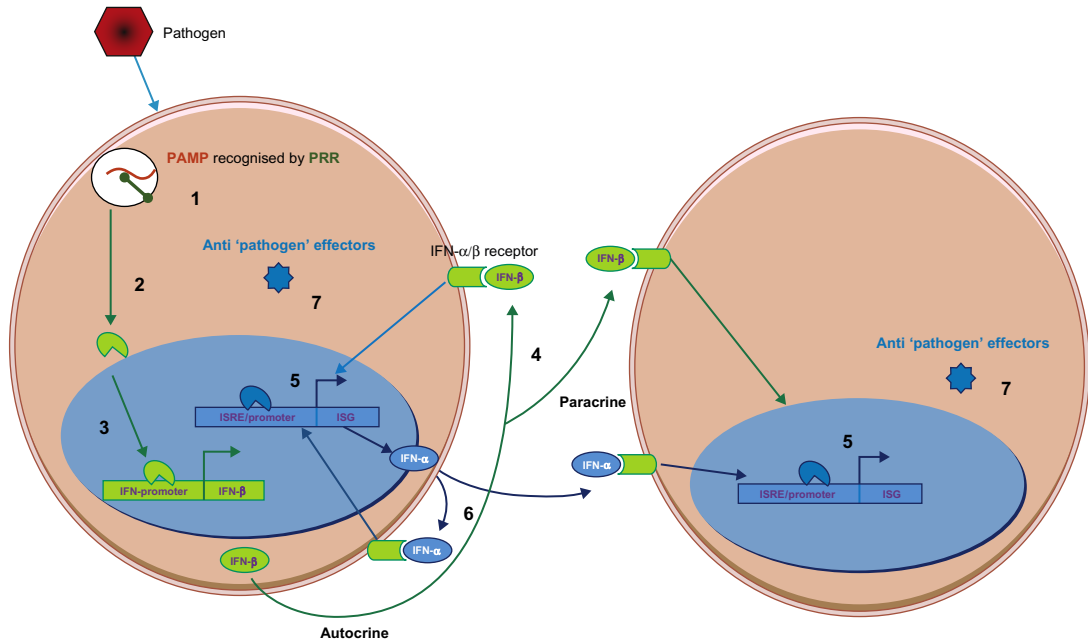 Pathogen
PAMP recognised by PRR
1
Anti ‘pathogen’ effectors
7
2
IFN-α/β receptor
IFN-β
IFN-β
4
3
5
ISRE/promoter
ISG
IFN-α
IFN-promoter
IFN-β
IFN-β
IFN-α
6
Autocrine
Paracrine
IFN-α
Anti ‘pathogen’ effectors
7
5
ISRE/promoter
ISG